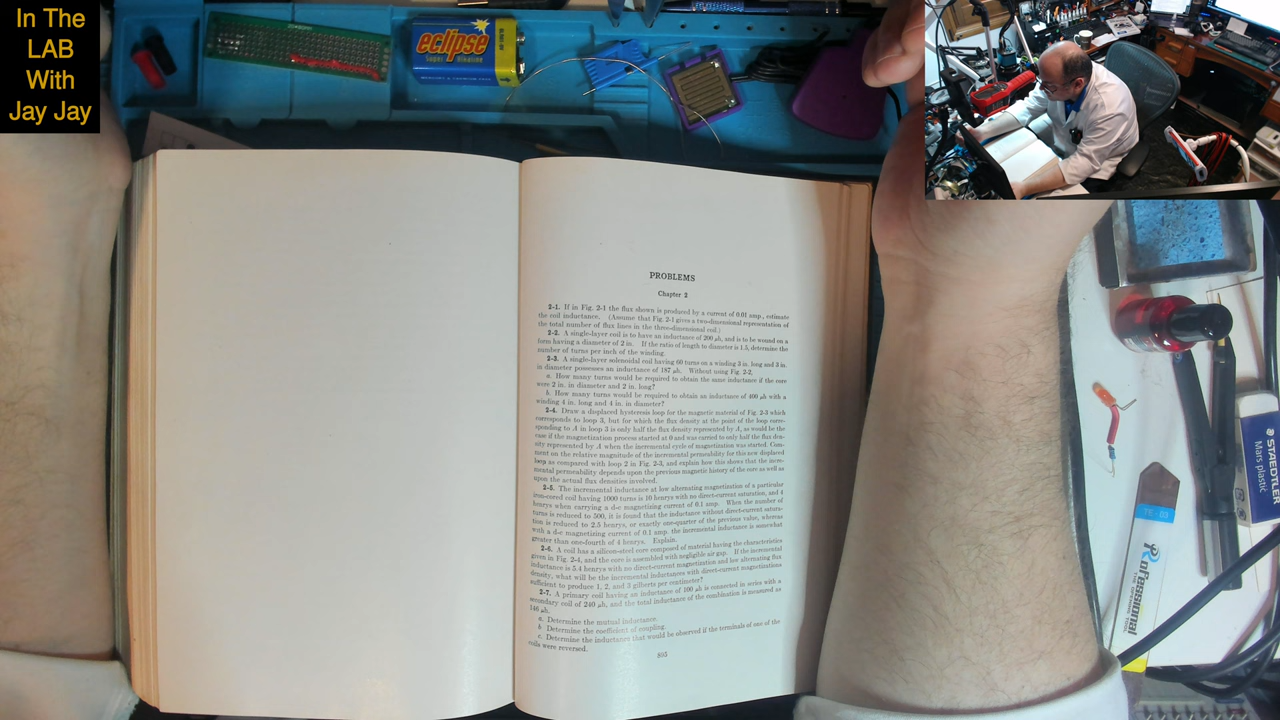 In The
LAB
With
Jay Jay
eclipse
Super Alkaline
PROBLEMS
Chapter 2
2-1. If in Fig. 2-1 the flux shown is produced by a current of 0.01 amp, estimate
the coil inductance. (Assume that Fig. 2-1 gives a two-dimensional representation of
the total number of flux lines in the three-dimensional coil.)
2-2. A single-layer coil is to have an inductance of 200 μh, and is to be wound on a
form having a diameter of 2 in. If the ratio of length to diameter is 1.5, determine the
number of turns per inch of the winding.
2-3. A single-layer solenoidal coil having 60 turns on a winding 3 in. long and 3 in.
in diameter possesses an inductance of 187 μh. Without using Fig. 2-2,
a. How many turns would be required to obtain the same inductance if the core
were 2 in. in diameter and 2 in. long?
b. How many turns would be required to obtain an inductance of 400 μh with a
winding 4 in. long and 4 in. in diameter?
2-4. Draw a displaced hysteresis loop for the magnetic material of Fig. 2-3 which
corresponds to loop 3, but for which the flux density at the point of the loop corre-
sponding to A in loop 3 is only half the flux density represented by A, as would be the
case if the magnetization process started at 0 and was carried to only half the flux den-
sity represented by A when the incremental cycle of magnetization was started. Com-
ment on the relative magnitude of the incremental permeability for this new displaced
loop as compared with loop 2 in Fig. 2-3, and explain how this shows that the incre-
mental permeability depends upon the previous magnetic history of the core as well as
upon the actual flux densities involved.
2-5. The incremental inductance at low alternating magnetization of a particular
iron-cored coil having 1000 turns is 10 henrys with no direct-current saturation, and 4
henrys when carrying a d-c magnetizing current of 0.1 amp. When the number of
turns is reduced to 500, it is found that the inductance without direct-current satura-
tion is reduced to 2.5 henrys, or exactly one-quarter of the previous value, whereas
with a d-c magnetizing current of 0.1 amp. the incremental inductance is somewhat
greater than one-fourth of 4 henrys. Explain.
2-6. A coil has a silicon-steel core composed of material having the characteristics
given in Fig. 2-4, and the core is assembled with negligible air gap. If the incremental
inductance is 5.4 henrys with no direct-current magnetization and low alternating flux
density, what will be the incremental inductances with direct-current magnetizations
sufficient to produce 1, 2, and 3 gilberts per centimeter?
2-7. A primary coil having an inductance of 100 μh is connected in series with a
secondary coil of 240 μh, and the total inductance of the combination is measured as
146 μh.
a. Determine the mutual inductance.
b Determine the coefficient of coupling.
c. Determine the inductance that would be observed if the terminals of one of the
coils were reversed.
805
STAEDTLER
Mars plastic
TE-D3
Rofessional